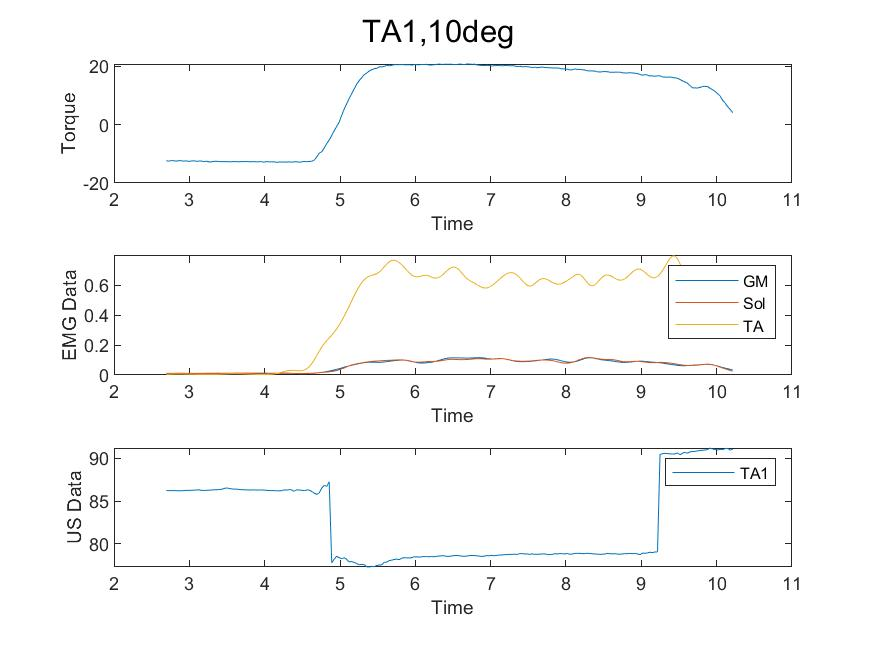 TA1,10deg
20
0
-20
Torque
2 3 4 5 6 7 8 9 10 11
Time
0.6
0.4
0.2
0
EMG Data
GM
Sol
TA
2 3 4 5 6 7 8 9 10 11
Time
90
85
80
US Data
TA1
2 3 4 5 6 7 8 9 10 11
Time